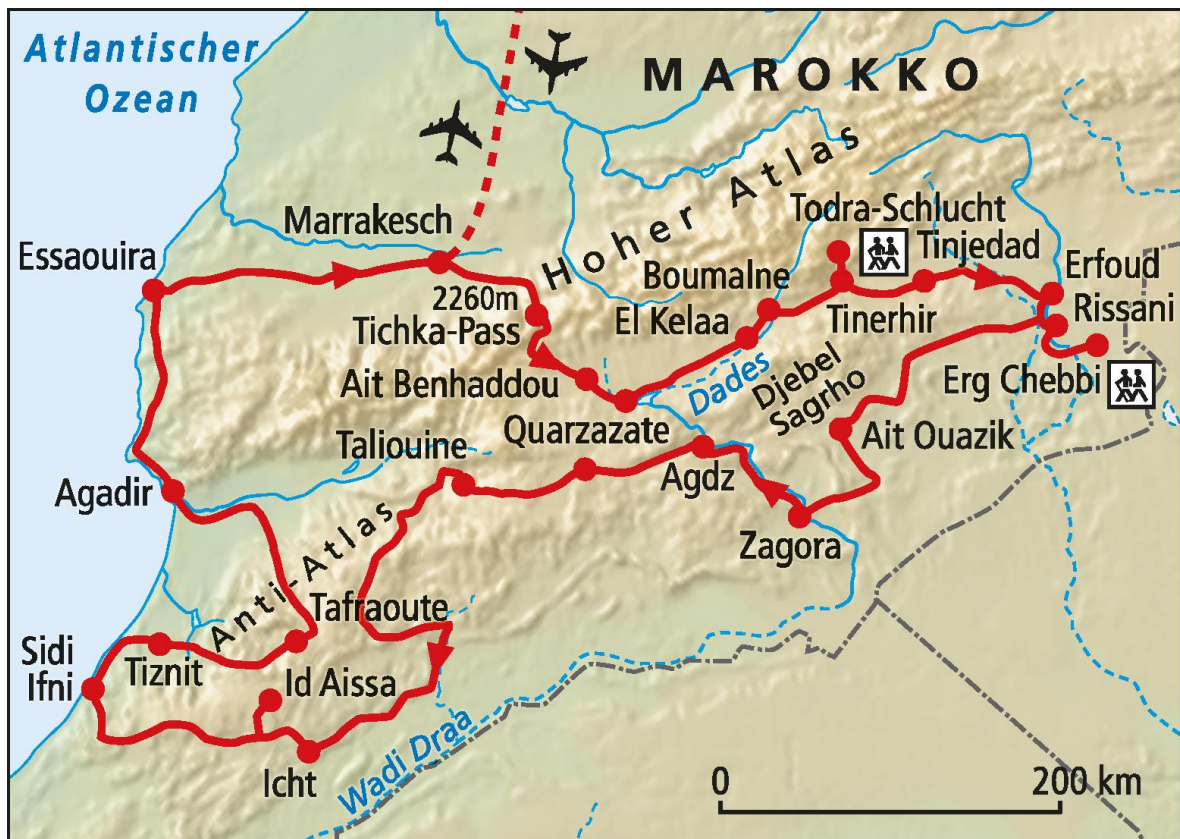 Atlantischer
Ozean
MAROKKO
Hoher Atlas
Marrakesch
Todra-Schlucht
Tinjedad
Essaouira
Boumalne
Erfoud
2260m
Tichka-Pass
El Kelaa
Tinerhir
Rissani
Ait Benhaddou
Dades
Djebel
Sagrho
Erg Chebbi
Quarzazate
Taliouine
Ait Ouazik
Agadir
Agdz
Zagora
Anti-Atlas
Tafraoute
Sidi
Ifni
Tiznit
Id Aissa
Icht
Wadi Draa
0
200 km